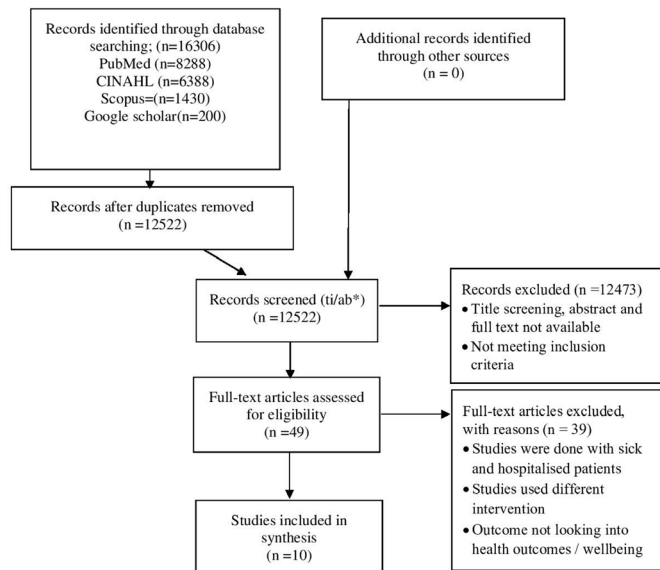 Records identified through database
searching; (n=16306)
PubMed (n=8288)
CINAHL (n=6388)
Scopus=(n=1430)
Google scholar(n=200)
Additional records identified
through other sources
(n = 0)
Records after duplicates removed
(n =12522)
Records screened (ti/ab*)
(n =12522)
Records excluded (n =12473)
• Title screening, abstract and
full text not available
• Not meeting inclusion
criteria
Full-text articles assessed
for eligibility
(n =49)
Full-text articles excluded,
with reasons (n = 39)
• Studies were done with sick
and hospitalised patients
• Studies used different
intervention
• Outcome not looking into
health outcomes / wellbeing
Studies included in
synthesis
(n =10)